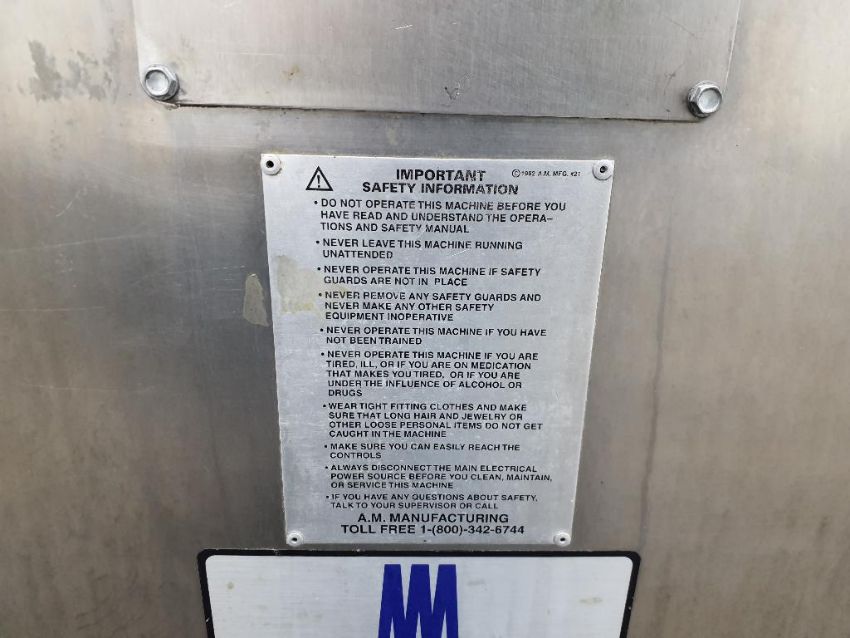 IMPORTANT
SAFETY INFORMATION
© 1992 A.M. MFG. #21
• DO NOT OPERATE THIS MACHINE BEFORE YOU
HAVE READ AND UNDERSTAND THE OPERA-
TIONS AND SAFETY MANUAL
• NEVER LEAVE THIS MACHINE RUNNING
UNATTENDED
• NEVER OPERATE THIS MACHINE IF SAFETY
GUARDS ARE NOT IN PLACE
• NEVER REMOVE ANY SAFETY GUARDS AND
NEVER MAKE ANY OTHER SAFETY
EQUIPMENT INOPERATIVE
• NEVER OPERATE THIS MACHINE IF YOU HAVE
NOT BEEN TRAINED
• NEVER OPERATE THIS MACHINE IF YOU ARE
TIRED, ILL, OR IF YOU ARE ON MEDICATION
THAT MAKES YOU TIRED, OR IF YOU ARE
UNDER THE INFLUENCE OF ALCOHOL OR
DRUGS
• WEAR TIGHT FITTING CLOTHES AND MAKE
SURE THAT LONG HAIR AND JEWELRY OR
OTHER LOOSE PERSONAL ITEMS DO NOT GET
CAUGHT IN THE MACHINE
• MAKE SURE YOU CAN EASILY REACH THE
CONTROLS
• ALWAYS DISCONNECT THE MAIN ELECTRICAL
POWER SOURCE BEFORE YOU CLEAN, MAINTAIN,
OR SERVICE THIS MACHINE
• IF YOU HAVE ANY QUESTIONS ABOUT SAFETY,
TALK TO YOUR SUPERVISOR OR CALL
A.M. MANUFACTURING
TOLL FREE 1-(800)-342-6744